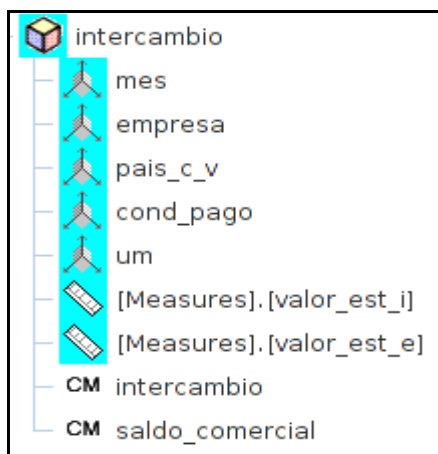 intercambio
mes
empresa
pais_c_v
cond_pago
um
[Measures].[valor_est_i]
[Measures].[valor_est_e]
CM intercambio
CM saldo_comercial